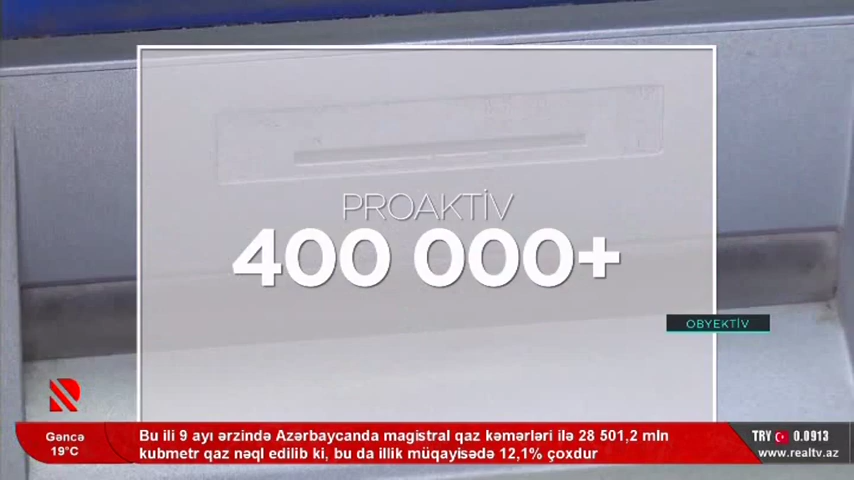 PROAKTİV
400 000+
OBYEKTİV
Gəncə
19°C
Bu ili 9 ayı ərzində Azərbaycanda magistral qaz kəmərləri ilə 28 501,2 mln
kubmetr qaz nəql edilib ki, bu da illik müqayisədə 12,1% çoxdur
TRY 0.0913
www.realtv.az